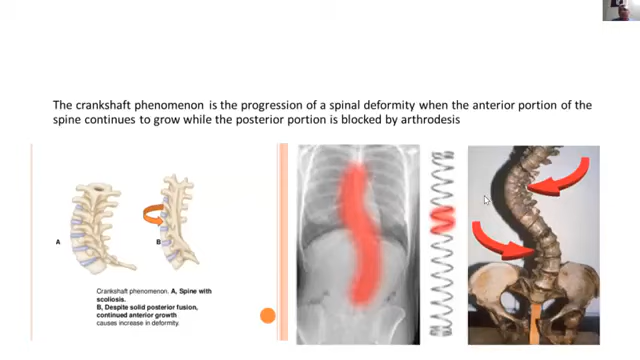 The crankshaft phenomenon is the progression of a spinal deformity when the anterior portion of the
spine continues to grow while the posterior portion is blocked by arthrodesis
A
B
Crankshaft phenomenon. A, Spine with
scoliosis.
B, Despite solid posterior fusion,
continued anterior growth
causes increase in deformity.